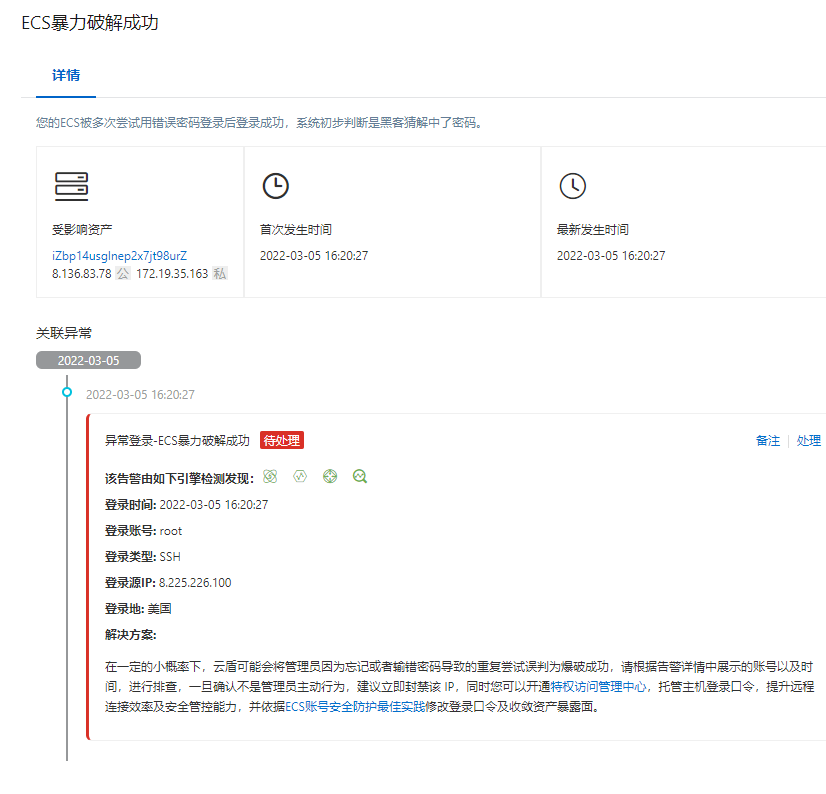 ECS暴力破解成功
详情
您的ECS被多次尝试用错误密码登录后登录成功，系统初步判断是黑客猜解中了密码。
受影响资产
iZbp14usglnep2x7jt98urZ
8.136.83.78 公 172.19.35.163 私
首次发生时间
2022-03-05 16:20:27
最新发生时间
2022-03-05 16:20:27
关联异常
2022-03-05
2022-03-05 16:20:27
异常登录-ECS暴力破解成功 待处理 备注 处理
该告警由如下引擎检测发现：
登录时间: 2022-03-05 16:20:27
登录账号: root
登录类型: SSH
登录源IP: 8.225.226.100
登录地: 美国
解决方案:
在一定的小概率下，云盾可能会将管理员因为忘记或者输错密码导致的重复尝试误判为爆破成功，请根据告警详情中展示的账号以及时
间，进行排查，一旦确认不是管理员主动行为，建议立即封禁该 IP，同时您可以开通特权访问管理中心，托管主机登录口令，提升远程
连接效率及安全管控能力，并依据ECS账号安全防护最佳实践修改登录口令及收敛资产暴露面。